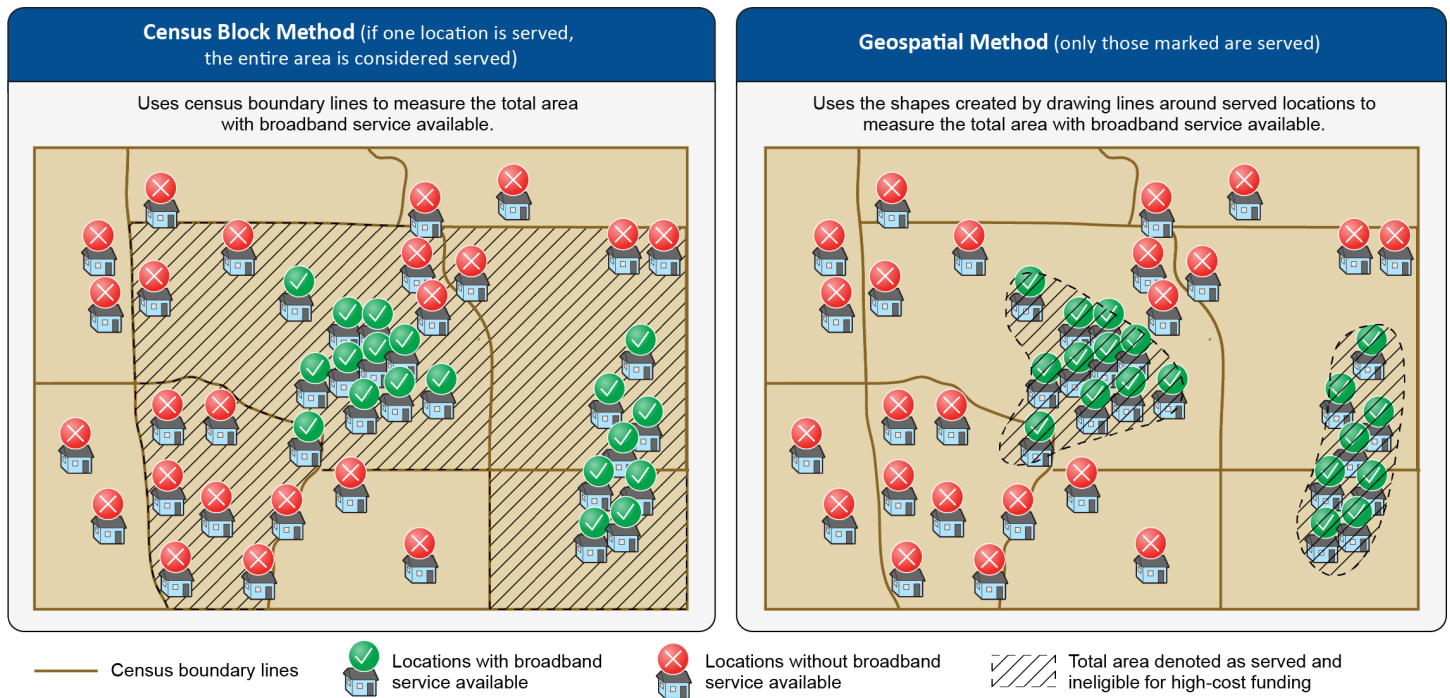 Census Block Method (if one location is served,
the entire area is considered served)
Uses census boundary lines to measure the total area
with broadband service available.
Geospatial Method (only those marked are served)
Uses the shapes created by drawing lines around served locations to
measure the total area with broadband service available.
Census boundary lines
Locations with broadband
service available
Locations without broadband
service available
Total area denoted as served and
ineligible for high-cost funding